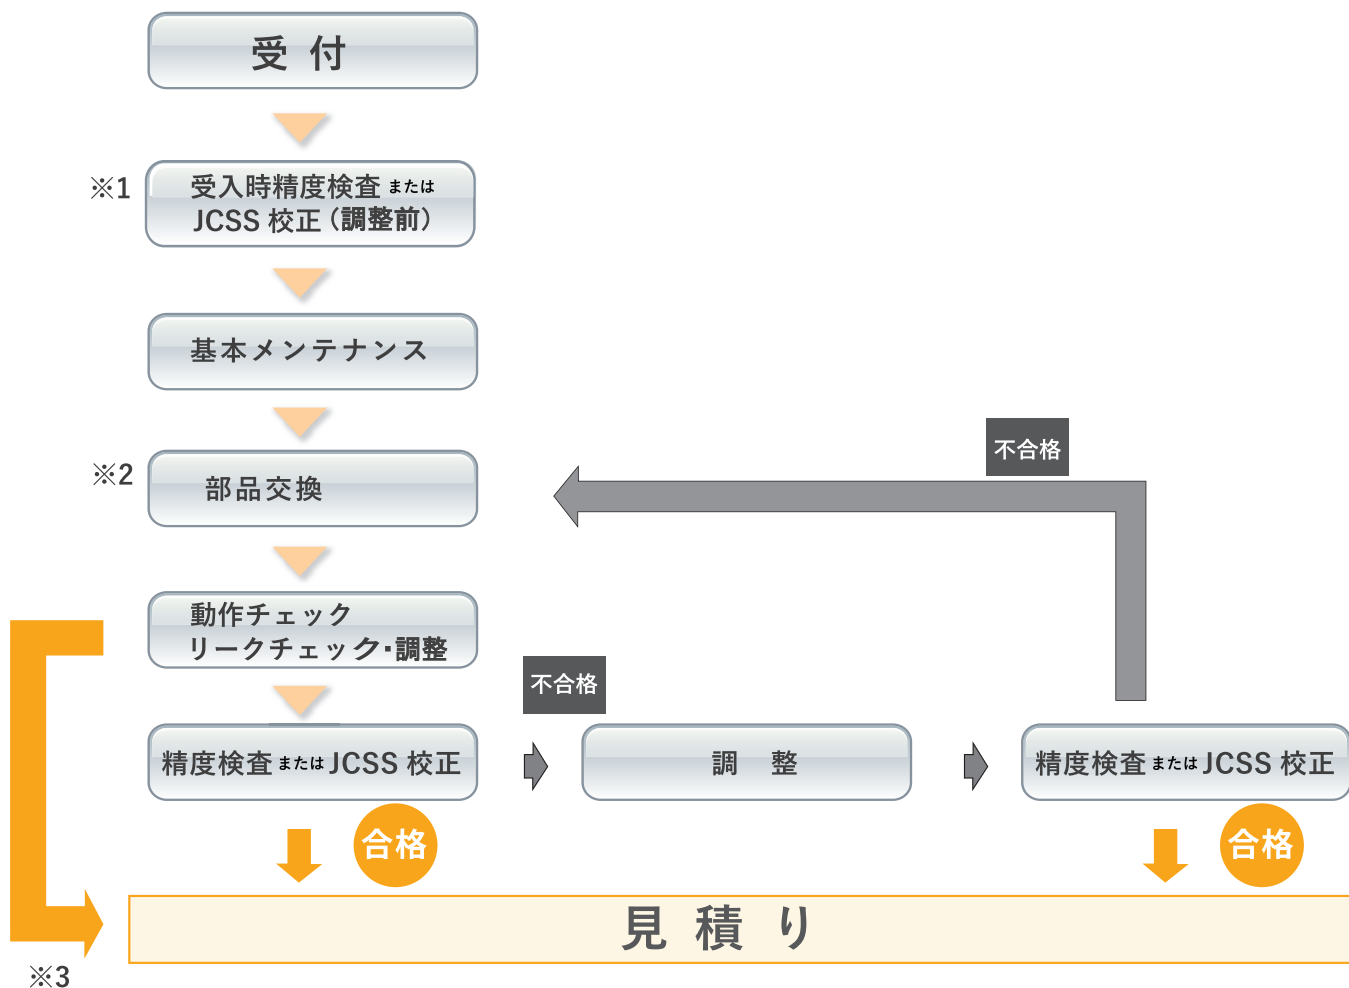 受 付
※1
受入時精度検査 または
JCSS 校正（調整前）
基本メンテナンス
不合格
※2
部品交換
動作チェック
リークチェック・調整
不合格
精度検査 または JCSS 校正
調 整
精度検査 または JCSS 校正
合格
合格
見 積 り
※3